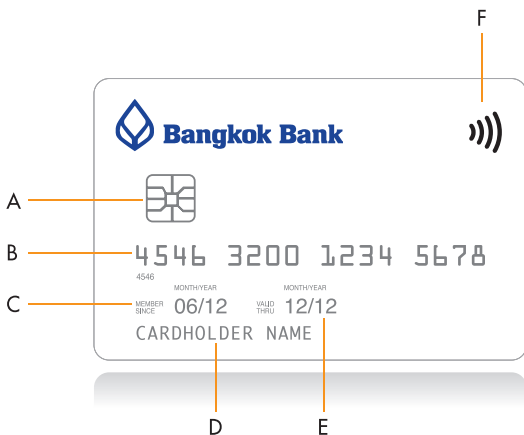 F
Bangkok Bank
A
B 4546 3200 1234 5678
4546
MONTH/YEAR MONTH/YEAR
C MEMBER SINCE 06/12 VALID THRU 12/12
CARDHOLDER NAME
D E